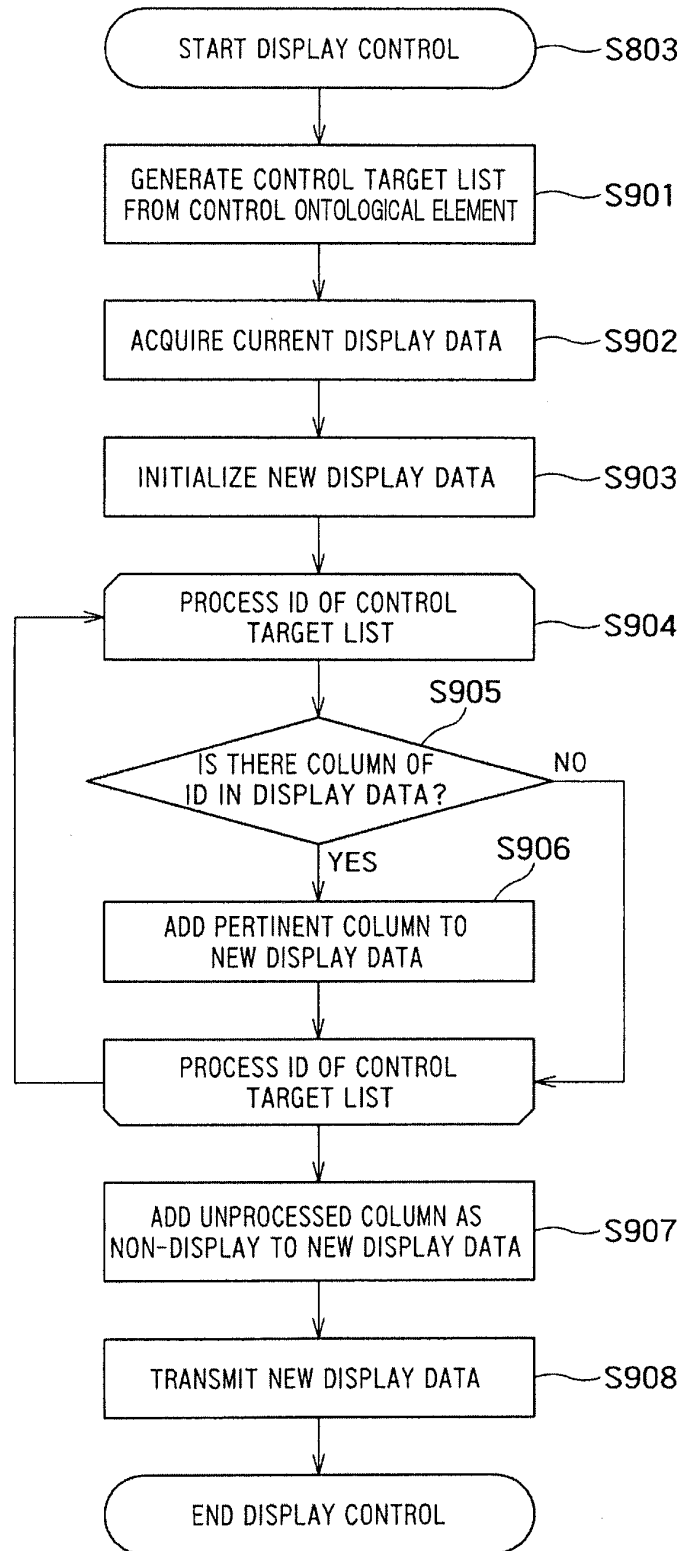 START DISPLAY CONTROL
S803
GENERATE CONTROL TARGET LIST
FROM CONTROL ONTOLOGICAL ELEMENT
S901
ACQUIRE CURRENT DISPLAY DATA
S902
INITIALIZE NEW DISPLAY DATA
S903
PROCESS ID OF CONTROL
TARGET LIST
S904
S905
IS THERE COLUMN OF
ID IN DISPLAY DATA?
NO
YES
S906
ADD PERTINENT COLUMN TO
NEW DISPLAY DATA
PROCESS ID OF CONTROL
TARGET LIST
ADD UNPROCESSED COLUMN AS
NON-DISPLAY TO NEW DISPLAY DATA
S907
TRANSMIT NEW DISPLAY DATA
S908
END DISPLAY CONTROL